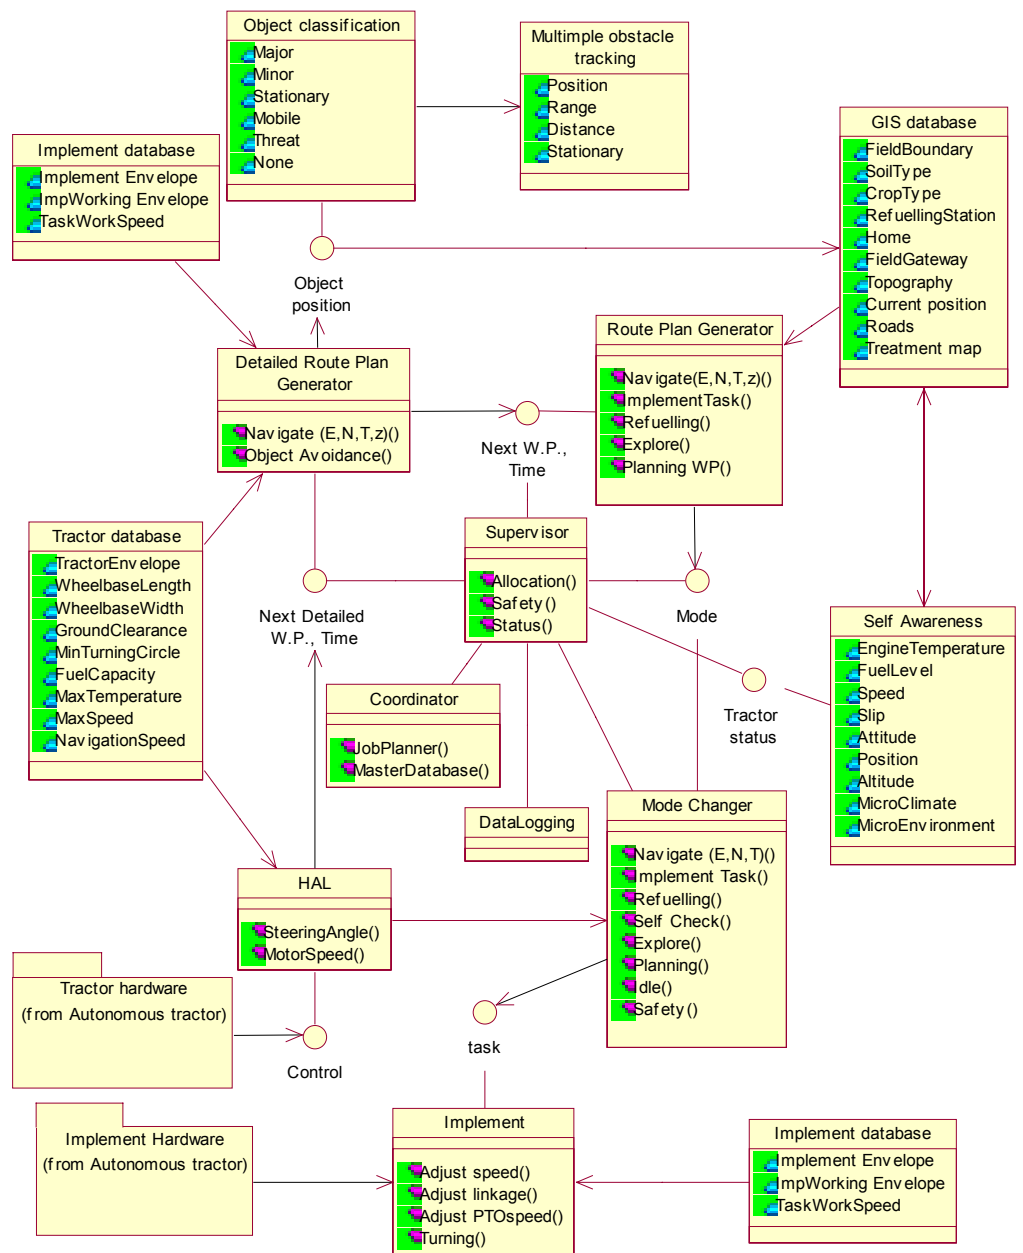 Object classification
Major
Minor
Stationary
Mobile
Threat
None
Multimple obstacle
tracking
Position
Range
Distance
Stationary
GIS database
FieldBoundary
SoilType
CropType
RefuellingStation
Home
FieldGateway
Topography
Current position
Roads
Treatment map
Implement database
Implement Envelope
ImpWorking Envelope
TaskWorkSpeed
Object
position
Route Plan Generator
Navigate(E,N,T,z)()
ImplementTask()
Refuelling()
Explore()
Planning WP()
Detailed Route Plan
Generator
Navigate (E,N,T,z)()
Object Avoidance()
Next W.P.,
Time
Tractor database
TractorEnvelope
WheelbaseLength
WheelbaseWidth
GroundClearance
MinTurningCircle
FuelCapacity
MaxTemperature
MaxSpeed
NavigationSpeed
Supervisor
Allocation()
Safety()
Status()
Next Detailed
W.P., Time
Mode
Self Awareness
EngineTemperature
FuelLevel
Speed
Slip
Attitude
Position
Altitude
MicroClimate
MicroEnvironment
Coordinator
JobPlanner()
MasterDatabase()
Tractor
status
DataLogging
Mode Changer
Navigate (E,N,T)()
Implement Task()
Refuelling()
Self Check()
Explore()
Planning()
Idle()
Safety()
HAL
SteeringAngle()
MotorSpeed()
Tractor hardware
(from Autonomous tractor)
Control
task
Implement Hardware
(from Autonomous tractor)
Implement
Adjust speed()
Adjust linkage()
Adjust PTOspeed()
Turning()
Implement database
Implement Envelope
ImpWorking Envelope
TaskWorkSpeed